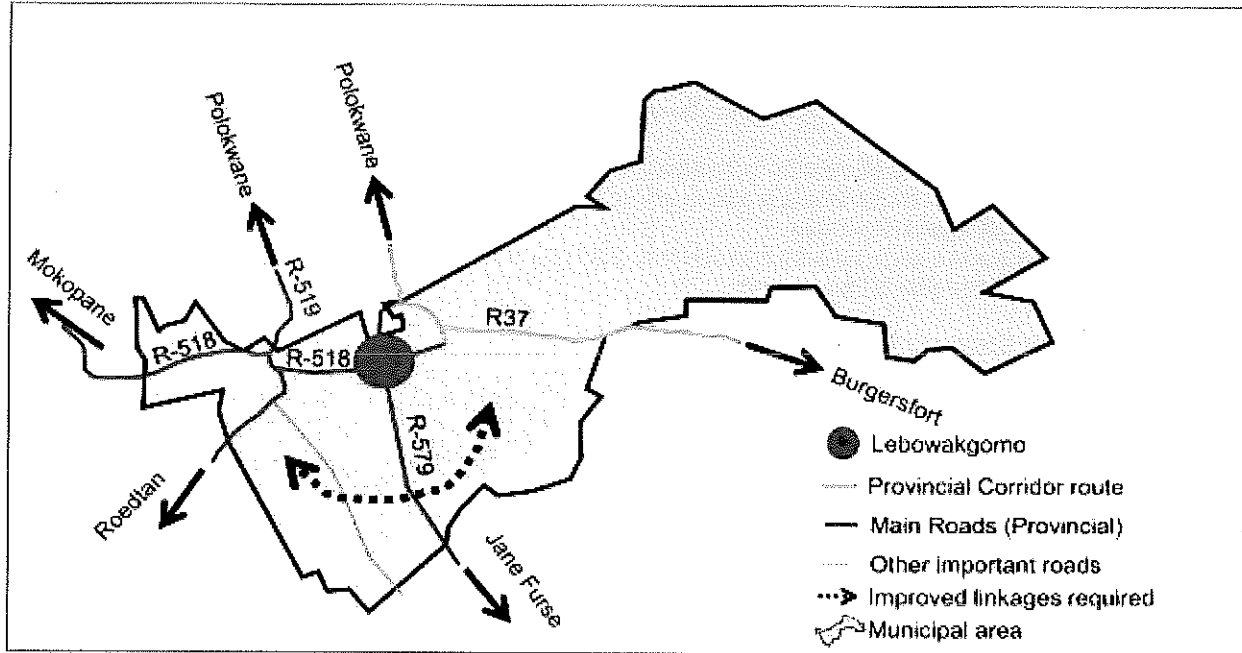 Polokwane
Polokwane
Mokopane
R-519
R-518
R-518
R37
Burgersfort
R-579
Roedtan
Jane Furse
Lebowakgomo
Provincial Corridor route
Main Roads (Provincial)
Other important roads
Improved linkages required
Municipal area